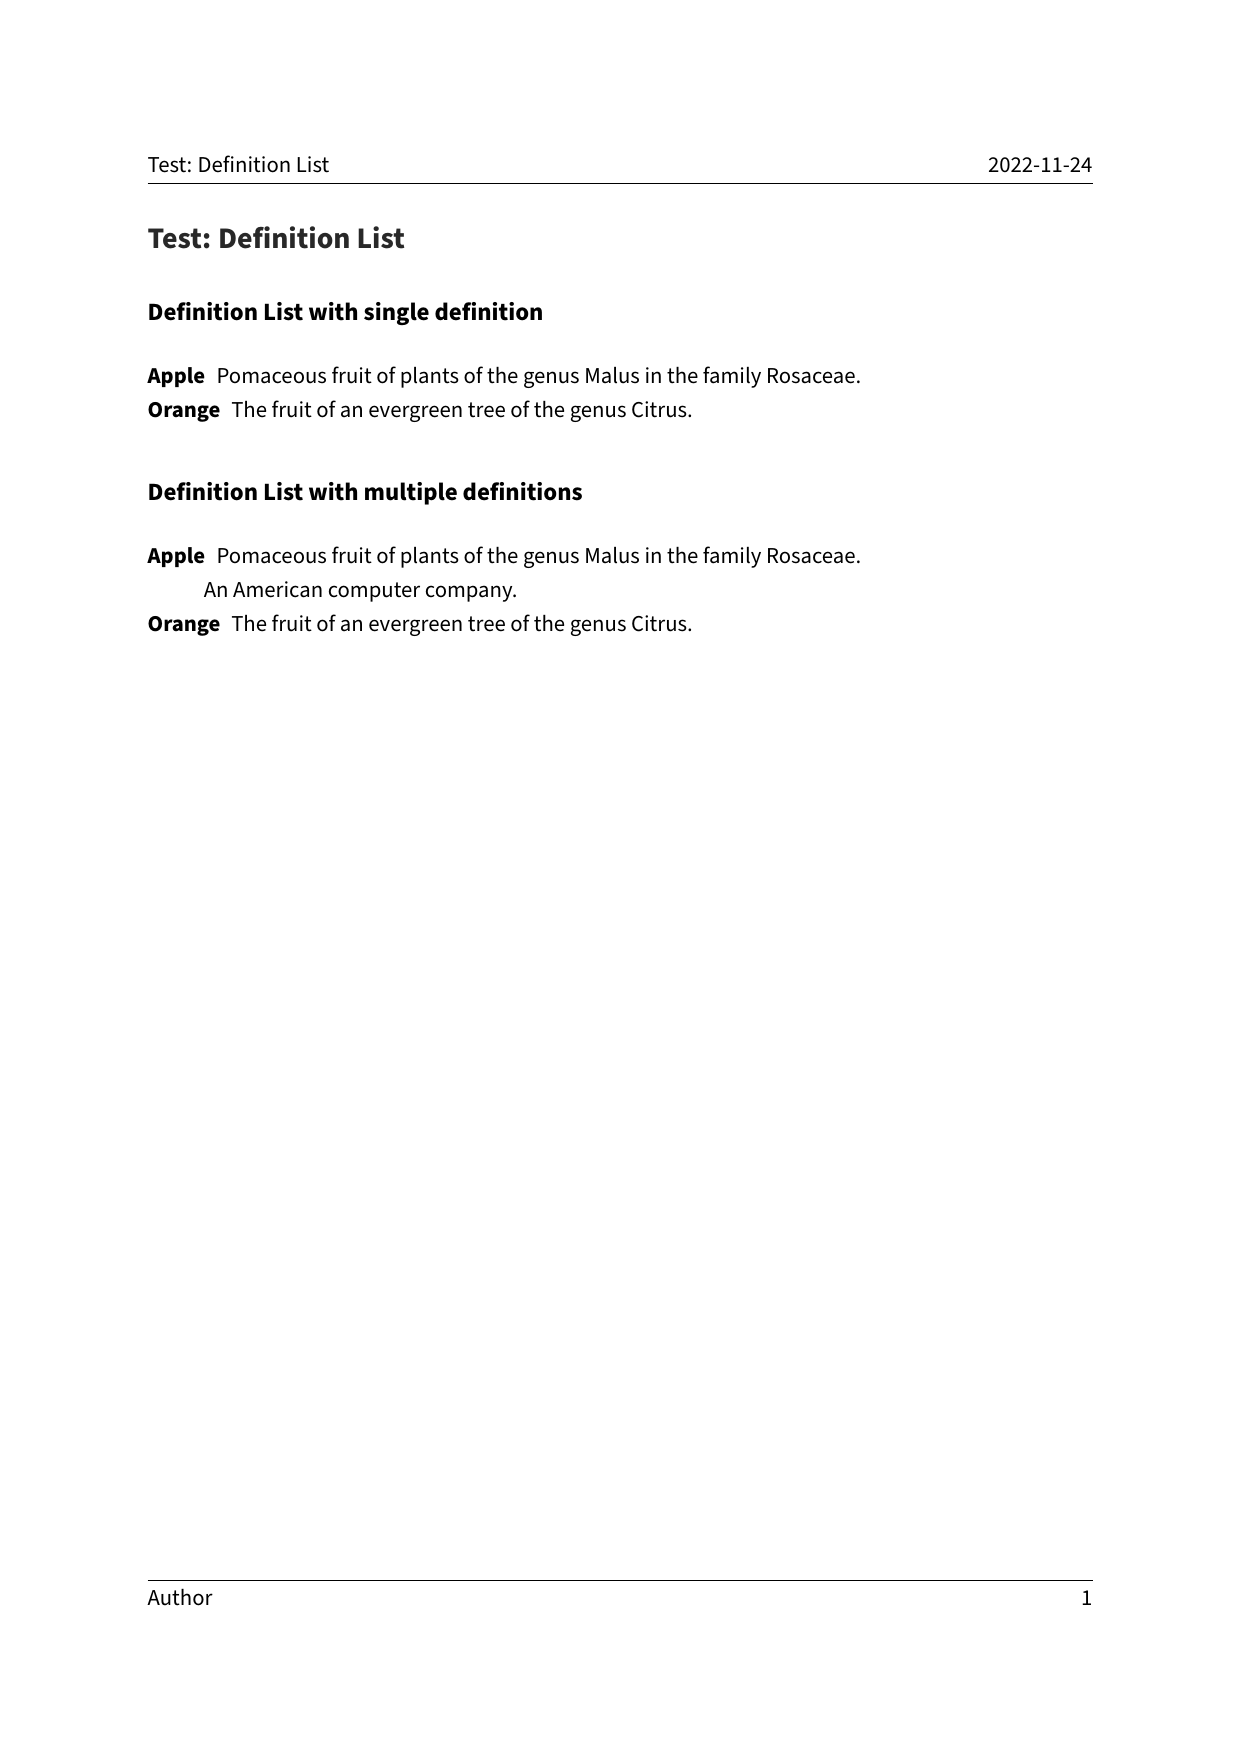 Test: Definition List 2022-11-24
Test: Definition List
Definition List with single definition
Apple Pomaceous fruit of plants of the genus Malus in the family Rosaceae.
Orange The fruit of an evergreen tree of the genus Citrus.
Definition List with multiple definitions
Apple Pomaceous fruit of plants of the genus Malus in the family Rosaceae.
An American computer company.
Orange The fruit of an evergreen tree of the genus Citrus.
Author 1